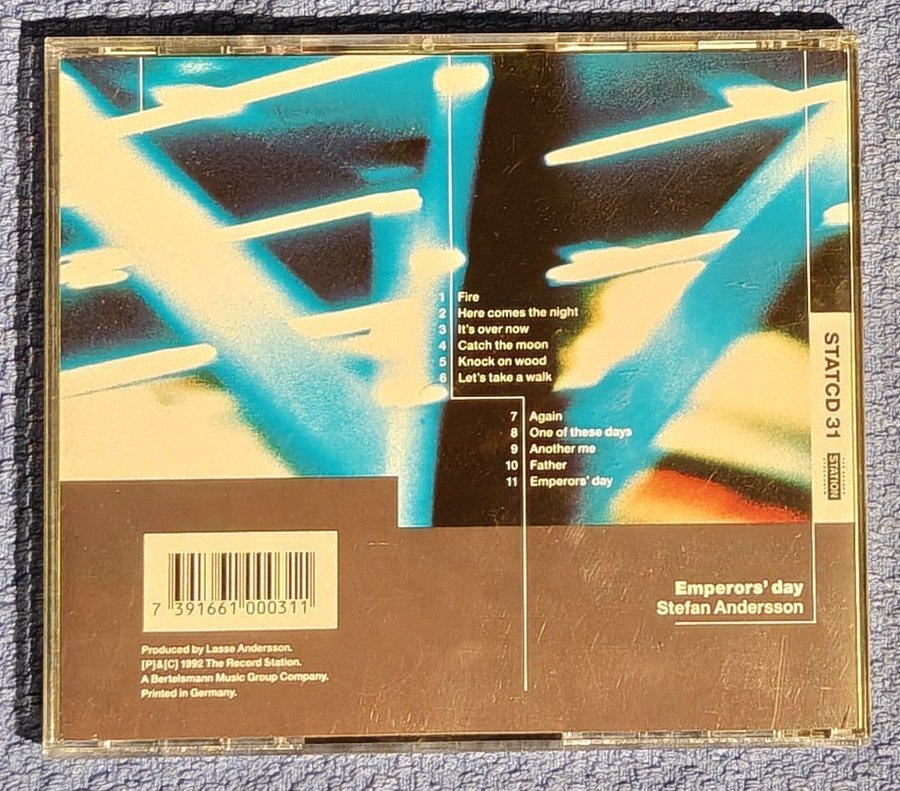 1 Fire
2 Here comes the night
3 It's over now
4 Catch the moon
5 Knock on wood
6 Let's take a walk
7 Again
8 One of these days
9 Another me
10 Father
11 Emperors' day
STATCD 31
STATION
7 391661 000311
Emperors' day
Stefan Andersson
Produced by Lasse Andersson.
[P]&[C] 1992 The Record Station.
A Bertelsmann Music Group Company.
Printed in Germany.